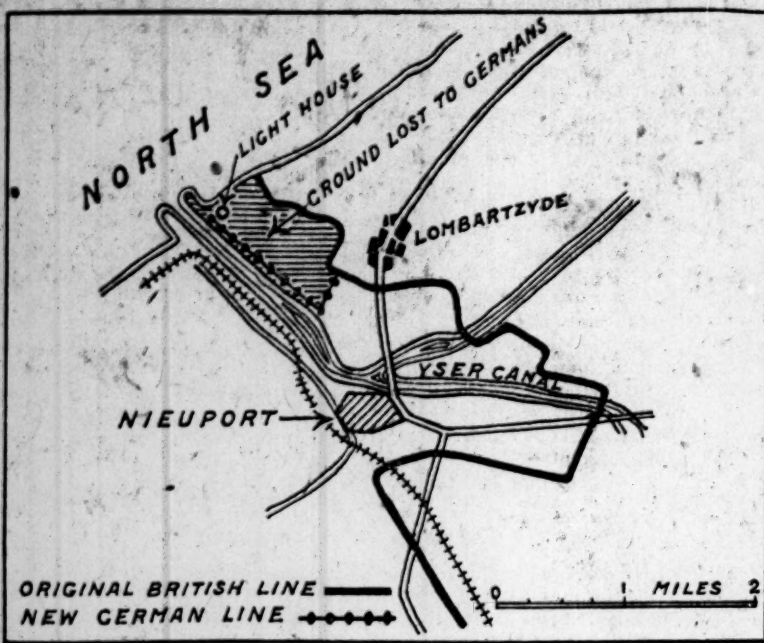 NORTH SEA
LIGHT HOUSE
GROUND LOST TO GERMANS
LOMBARTZYDE
YSER CANAL
NIEUPORT
ORIGINAL BRITISH LINE
NEW GERMAN LINE
0 1 MILES 2